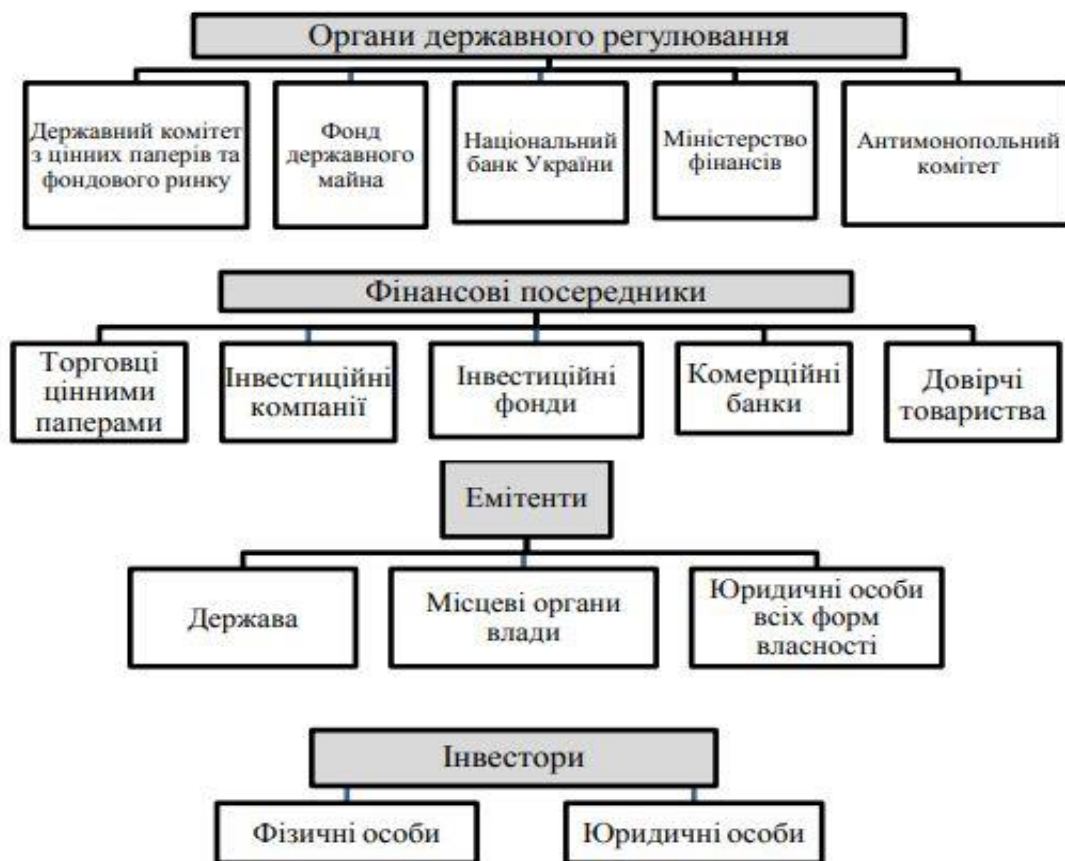 Органи державного регулювання
Державний комітет
з цінних паперів та
фондового ринку
Фонд
державного
майна
Національний
банк України
Міністерство
фінансів
Антимонопольний
комітет
Фінансові посередники
Торговці
цінними
паперами
Інвестиційні
компанії
Інвестиційні
фонди
Комерційні
банки
Довірчі
товариства
Емітенти
Держава
Місцеві органи
влади
Юридичні особи
всіх форм
власності
Інвестори
Фізичні особи
Юридичні особи